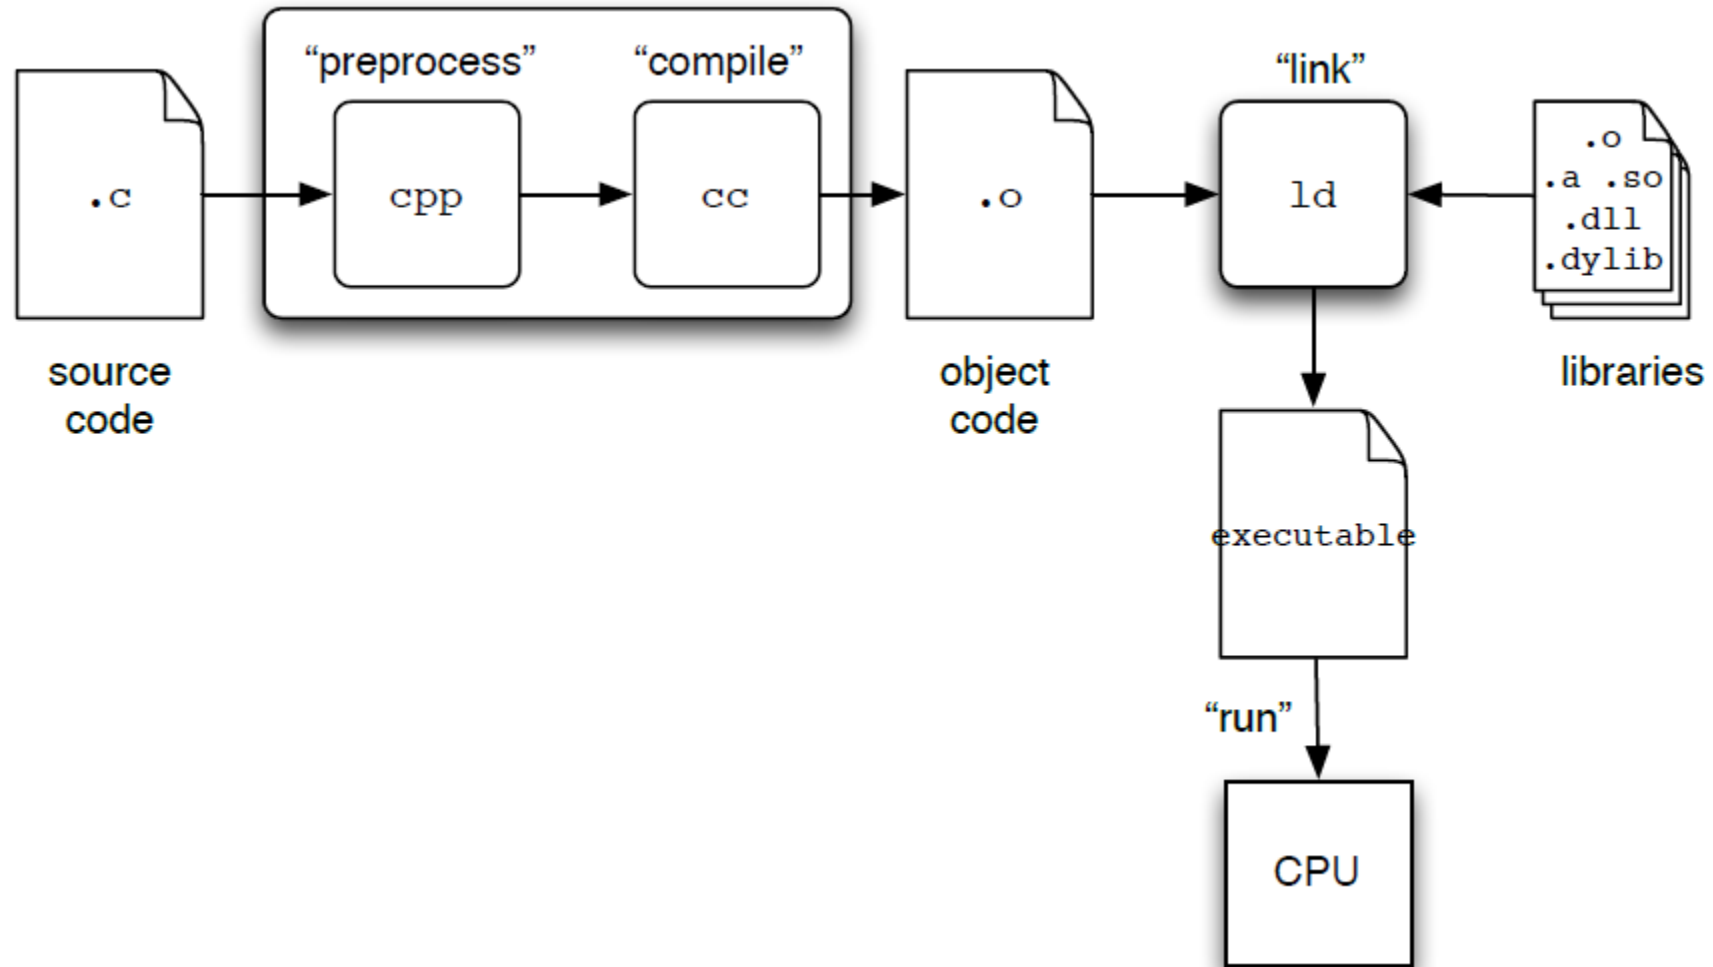 “preprocess”
“compile”
“link”
.c
cpp
cc
.o
ld
.o
.a .so
.dll
.dylib
source
code
object
code
libraries
executable
“run”
CPU